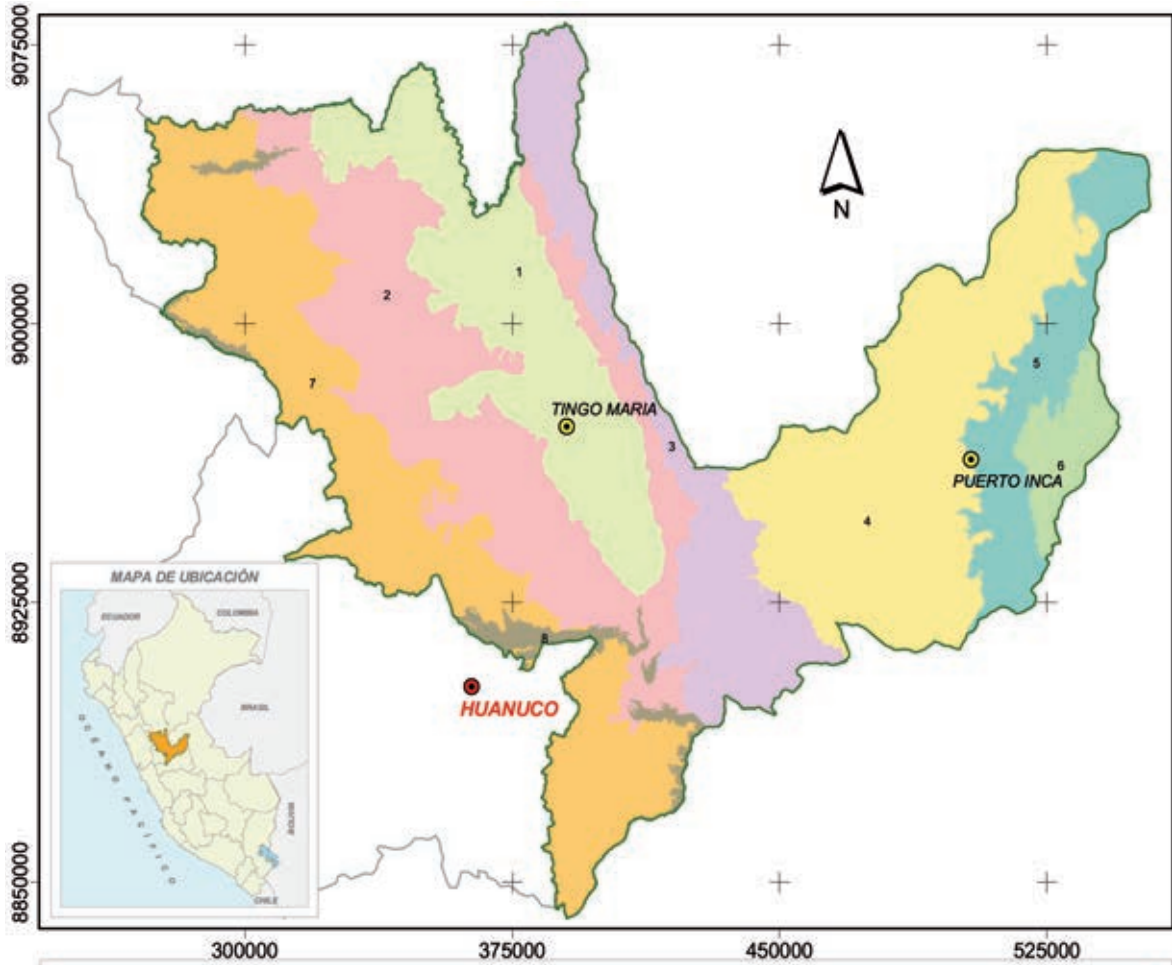 9075000
9000000
8925000
8850000
N
1
2
3
4
5
6
7
8
TINGO MARIA
PUERTO INCA
HUANUCO
MAPA DE UBICACIÓN
ECUADOR
COLOMBIA
BRASIL
BOLIVIA
CHILE
OCEANO PACÍFICO
300000
375000
450000
525000